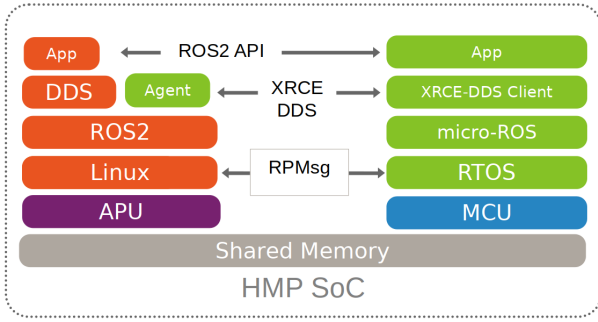 App
ROS2 API
App
DDS
Agent
XRCE
DDS
XRCE-DDS Client
ROS2
micro-ROS
Linux
RPMsg
RTOS
APU
MCU
Shared Memory
HMP SoC